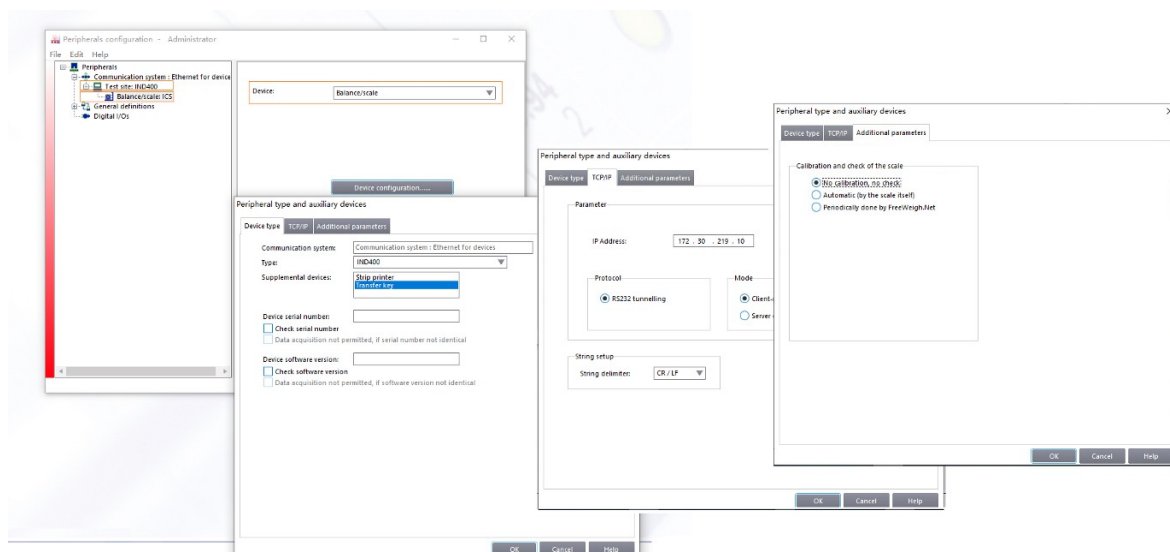 Peripherals configuration - Administrator
File Edit Help
Peripherals
Communication system : Ethernet for device
Test site: IND400
Balance/scale: ICS
General definitions
Digital I/Os
Device:
Balance/scale
Device configuration.....
Peripheral type and auxiliary devices
Device type TCP/IP Additional parameters
Communication system: Communication system : Ethernet for devices
Type: IND400
Supplemental devices: Strip printer
Transfer key
Device serial number:
Check serial number
Data acquisition not permitted, if serial number not identical
Device software version:
Check software version
Data acquisition not permitted, if software version not identical
OK Cancel Help
Peripheral type and auxiliary devices
Device type TCP/IP Additional parameters
Parameter
IP Address: 172 . 30 . 219 . 10
Protocol
RS232 tunnelling
Mode
Client-
Server
String setup
String delimiter: CR / LF
OK Cancel Help
Peripheral type and auxiliary devices
Device type TCP/IP Additional parameters
Calibration and check of the scale
No calibration, no check
Automatic (by the scale itself)
Periodically done by FreeWeigh.Net
OK Cancel Help